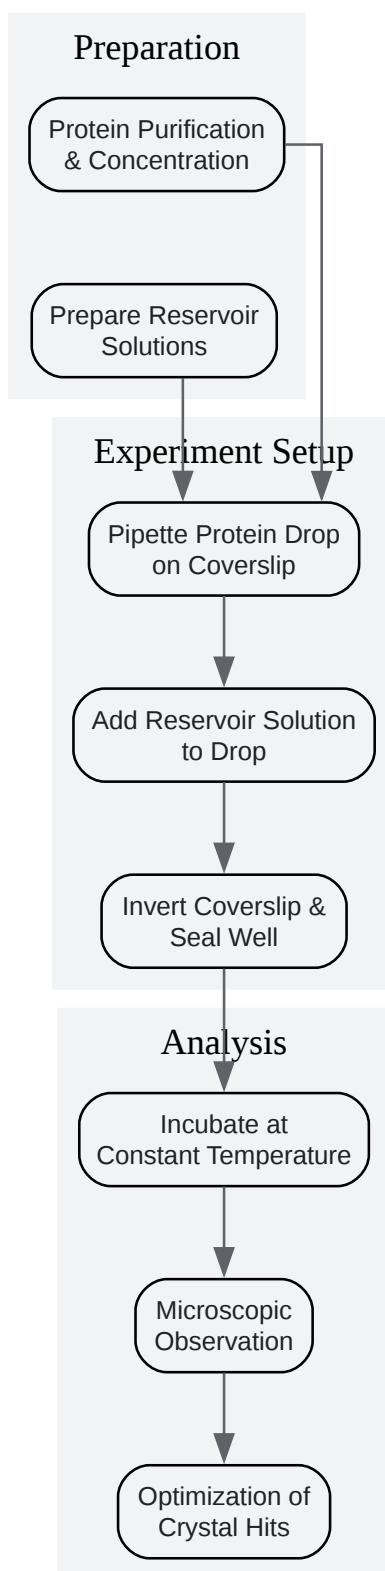 Preparation
Protein Purification
& Concentration
Prepare Reservoir
Solutions
Experiment Setup
Pipette Protein Drop
on Coverslip
Add Reservoir Solution
to Drop
Invert Coverslip &
Seal Well
Analysis
Incubate at
Constant Temperature
Microscopic
Observation
Optimization of
Crystal Hits